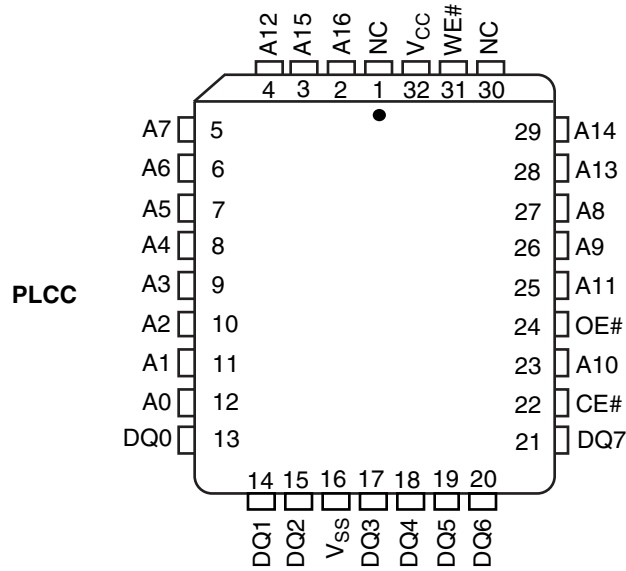 A12 A15 A16 NC VCC WE# NC
4 3 2 1 32 31 30
A7 5 29 A14
A6 6 28 A13
A5 7 27 A8
A4 8 26 A9
PLCC A3 9 25 A11
A2 10 24 OE#
A1 11 23 A10
A0 12 22 CE#
DQ0 13 21 DQ7
14 15 16 17 18 19 20
DQ1 DQ2 VSS DQ3 DQ4 DQ5 DQ6